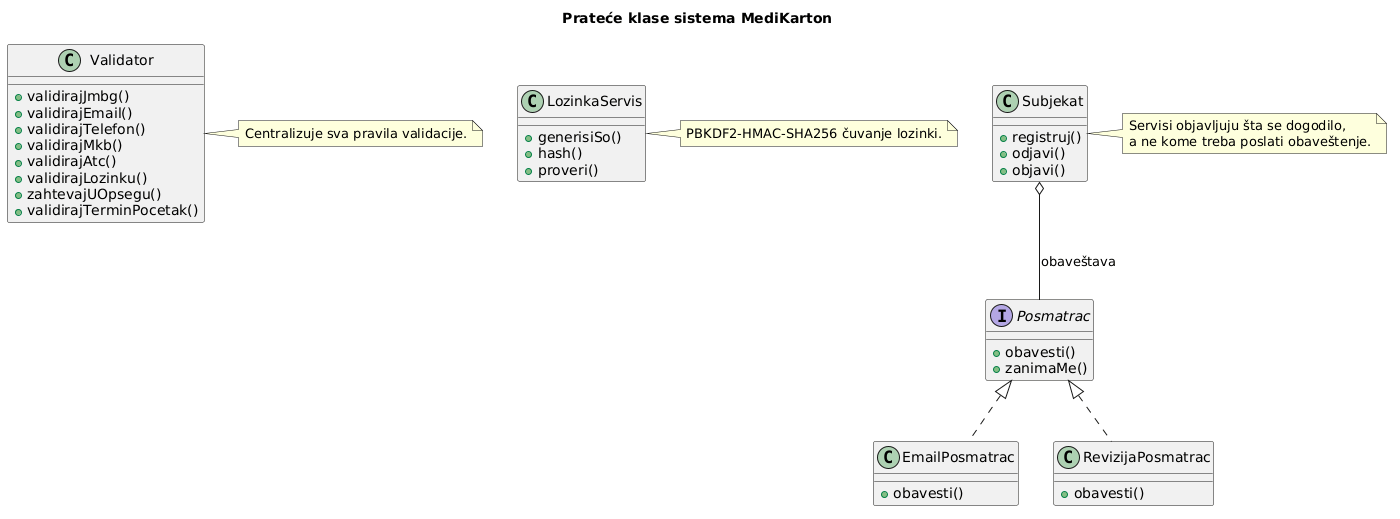 Prateće klase sistema MediKarton
C Validator
validirajJmbg()
validirajEmail()
validirajTelefon()
validirajMkb()
validirajAtc()
validirajLozinku()
zahtevajUOpsegu()
validirajTerminPocetak()
Centralizuje sva pravila validacije.
C LozinkaServis
generisiSo()
hash()
proveri()
PBKDF2-HMAC-SHA256 čuvanje lozinki.
C Subjekat
registruj()
odjavi()
objavi()
Servisi objavljuju šta se dogodilo,
a ne kome treba poslati obaveštenje.
obaveštava
I Posmatrac
obavesti()
zanimaMe()
C EmailPosmatrac
obavesti()
C RevizijaPosmatrac
obavesti()